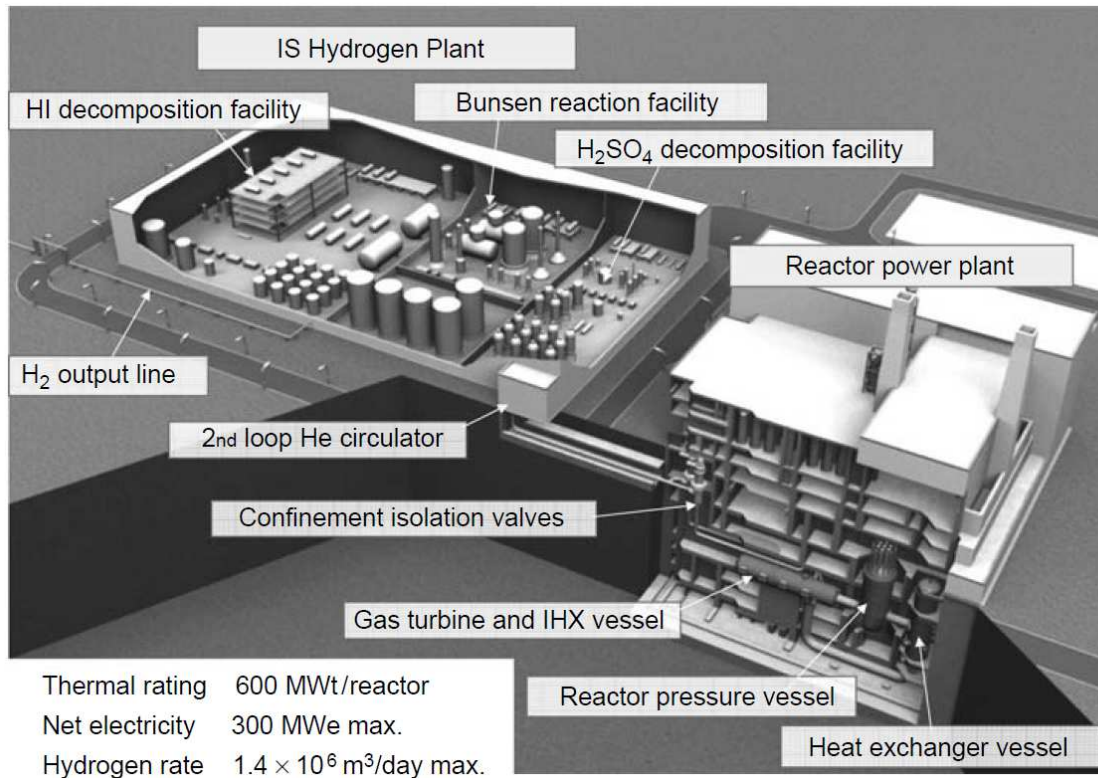 IS Hydrogen Plant
HI decomposition facility
Bunsen reaction facility
H₂SO₄ decomposition facility
Reactor power plant
H₂ output line
2nd loop He circulator
Confinement isolation valves
Gas turbine and IHX vessel
Reactor pressure vessel
Heat exchanger vessel
Thermal rating 600 MWt/reactor
Net electricity 300 MWe max.
Hydrogen rate 1.4 × 10⁶ m³/day max.